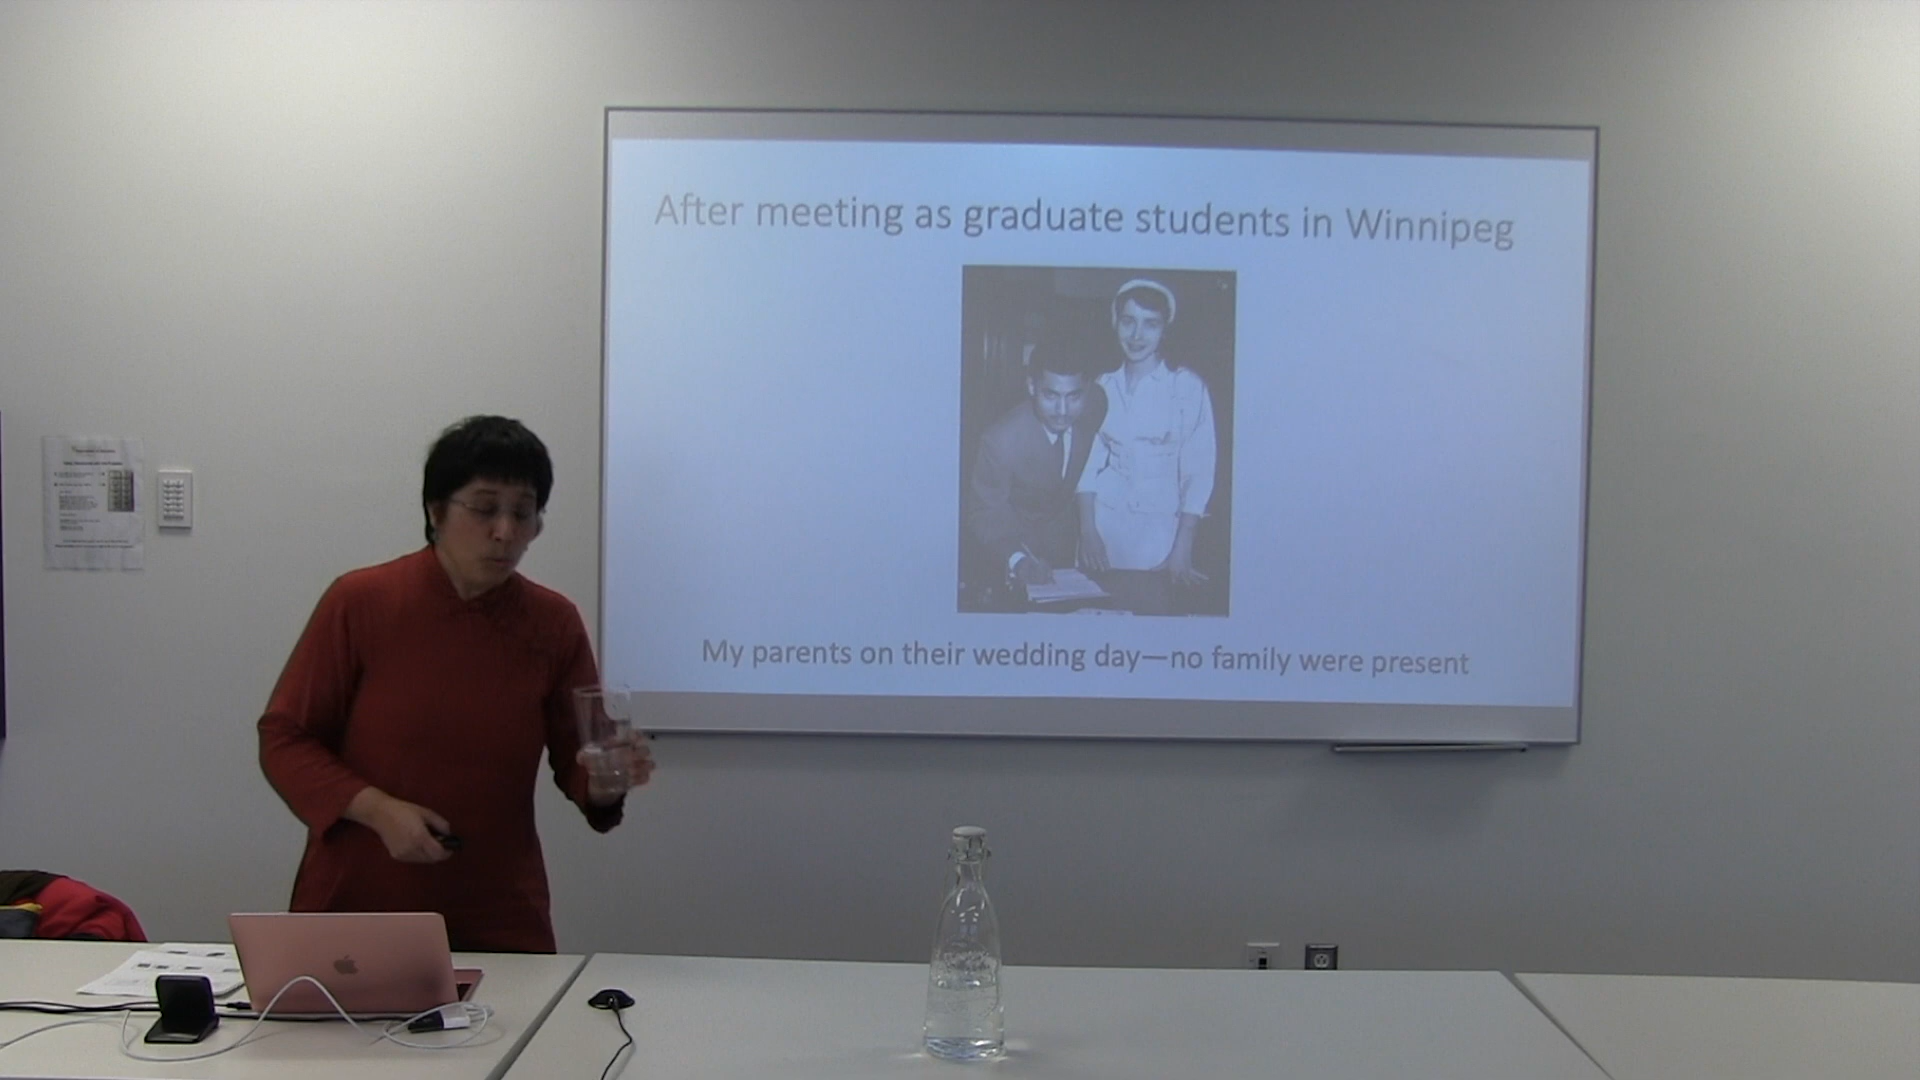 After meeting as graduate students in Winnipeg
My parents on their wedding day—no family were present